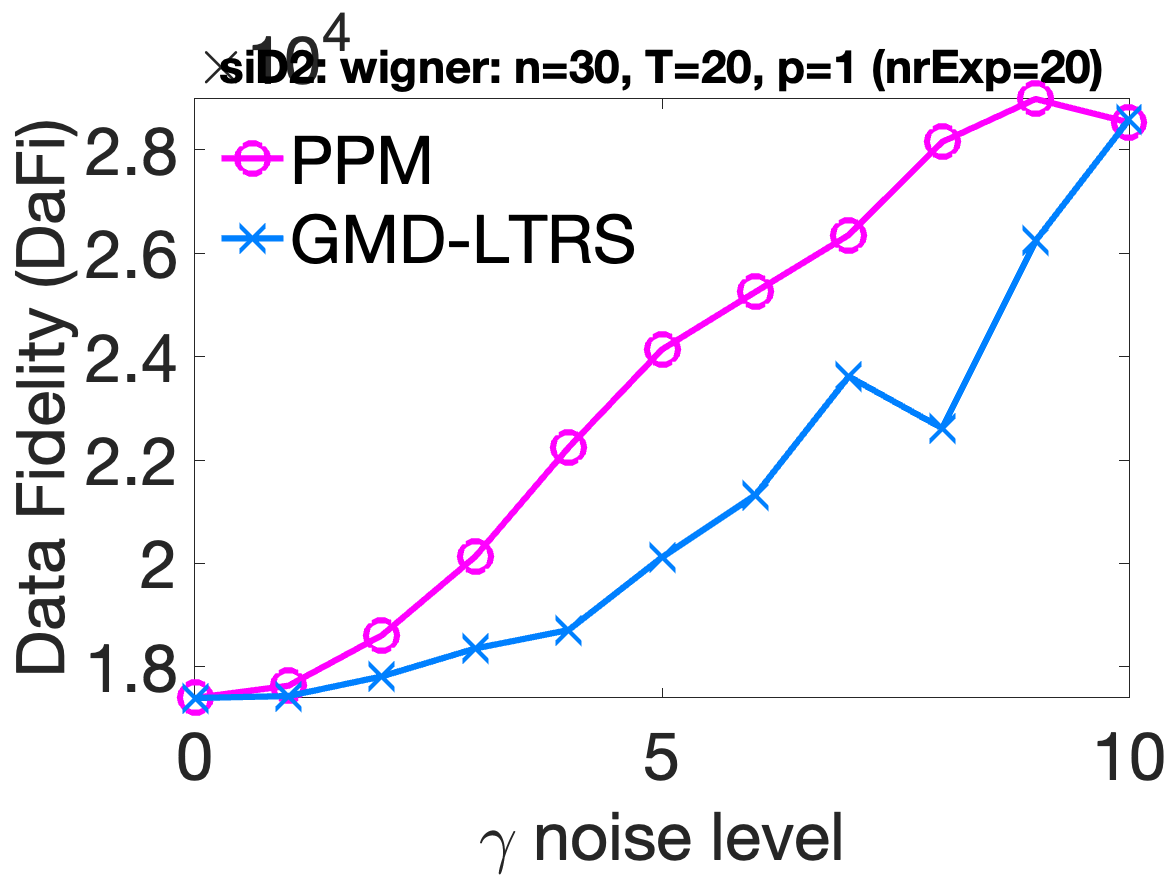 × 10^4
siD2: wigner: n=30, T=20, p=1 (nrExp=20)
PPM
GMD-LTRS
Data Fidelity (DaFi)
2.8
2.6
2.4
2.2
2
1.8
0 5 10
γ noise level